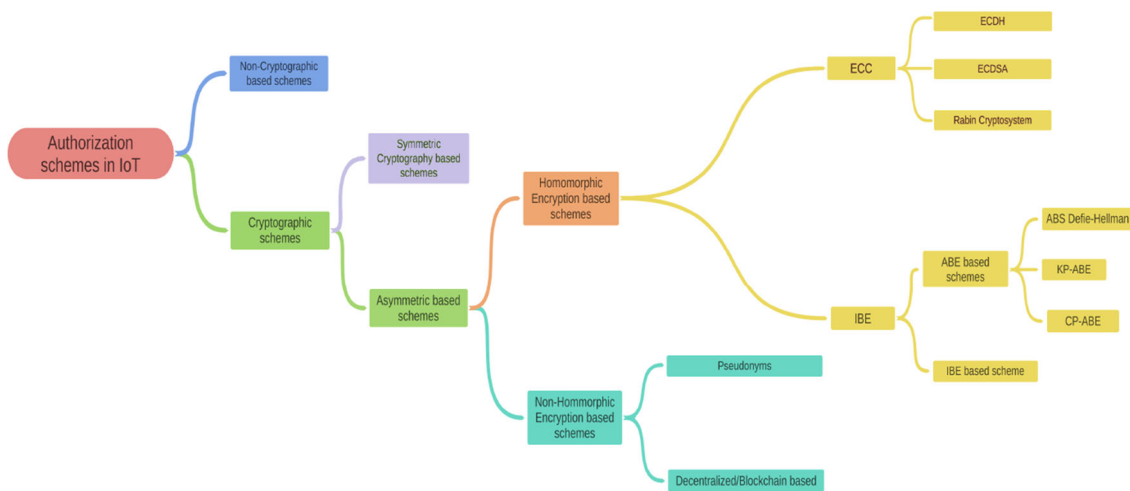 Authorization
schemes in IoT
Non-Cryptographic
based schemes
Cryptographic
schemes
Symmetric
Cryptography based
schemes
Asymmetric based
schemes
Homomorphic
Encryption based
schemes
Non-Hommorphic
Encryption based
schemes
ECC
ECDH
ECDSA
Rabin Cryptosystem
IBE
ABE based
schemes
ABS Defie-Hellman
KP-ABE
CP-ABE
IBE based scheme
Pseudonyms
Decentralized/Blockchain based